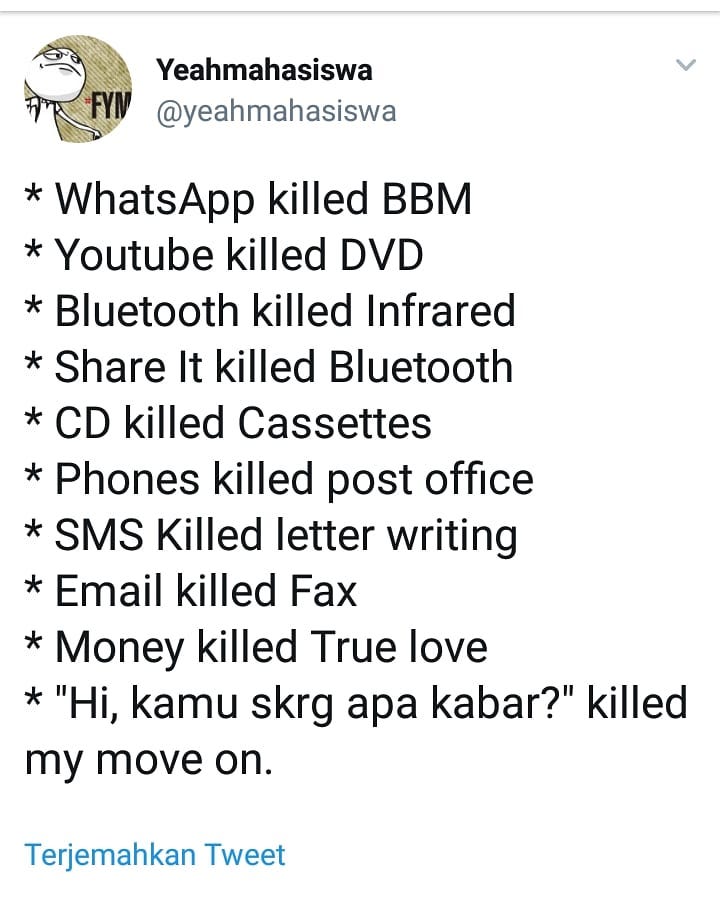 #FYM
Yeahmahasiswa
@yeahmahasiswa
* WhatsApp killed BBM
* Youtube killed DVD
* Bluetooth killed Infrared
* Share It killed Bluetooth
* CD killed Cassettes
* Phones killed post office
* SMS Killed letter writing
* Email killed Fax
* Money killed True love
* "Hi, kamu skrg apa kabar?" killed
my move on.
Terjemahkan Tweet